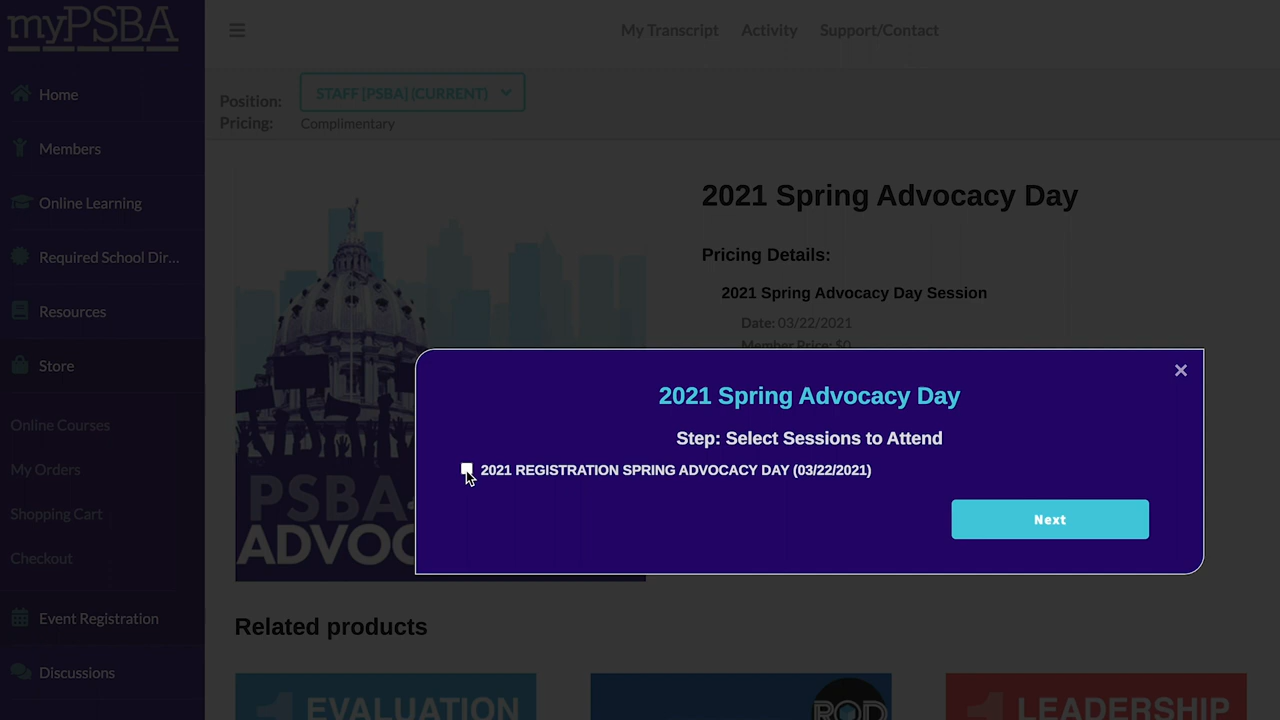 myPSBA
My Transcript
Activity
Support/Contact
Home
Members
Online Learning
Required School Dir...
Resources
Store
Online Courses
My Orders
Shopping Cart
Checkout
Event Registration
Discussions
Position:
STAFF [PSBA] (CURRENT)
Pricing:
Complimentary
2021 Spring Advocacy Day
Pricing Details:
2021 Spring Advocacy Day Session
Date: 03/22/2021
Member Price: $0
PSBA
ADVOC
×
2021 Spring Advocacy Day
Step: Select Sessions to Attend
2021 REGISTRATION SPRING ADVOCACY DAY (03/22/2021)
Next
Related products
EVALUATION
LEADERSHIP